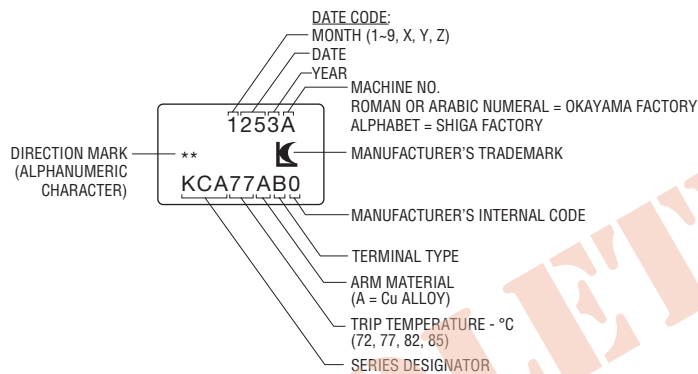 DATE CODE:
MONTH (1~9, X, Y, Z)
DATE
YEAR
MACHINE NO.
ROMAN OR ARABIC NUMERAL = OKAYAMA FACTORY
ALPHABET = SHIGA FACTORY
1253A
DIRECTION MARK
(ALPHANUMERIC
CHARACTER)
**
MANUFACTURER'S TRADEMARK
KCA77AB0
MANUFACTURER'S INTERNAL CODE
TERMINAL TYPE
ARM MATERIAL
(A = Cu ALLOY)
TRIP TEMPERATURE - °C
(72, 77, 82, 85)
SERIES DESIGNATOR